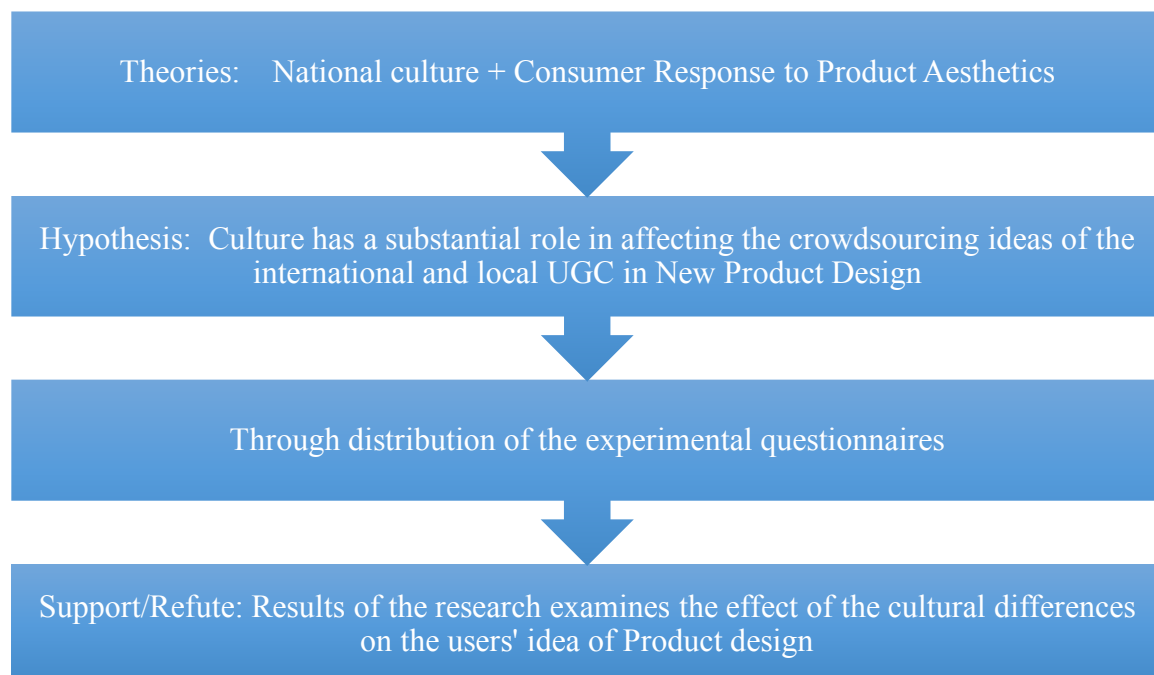 Theories:    National culture + Consumer Response to Product Aesthetics
Hypothesis:  Culture has a substantial role in affecting the crowdsourcing ideas of the
international and local UGC in New Product Design
Through distribution of the experimental questionnaires
Support/Refute: Results of the research examines the effect of the cultural differences
on the users' idea of Product design